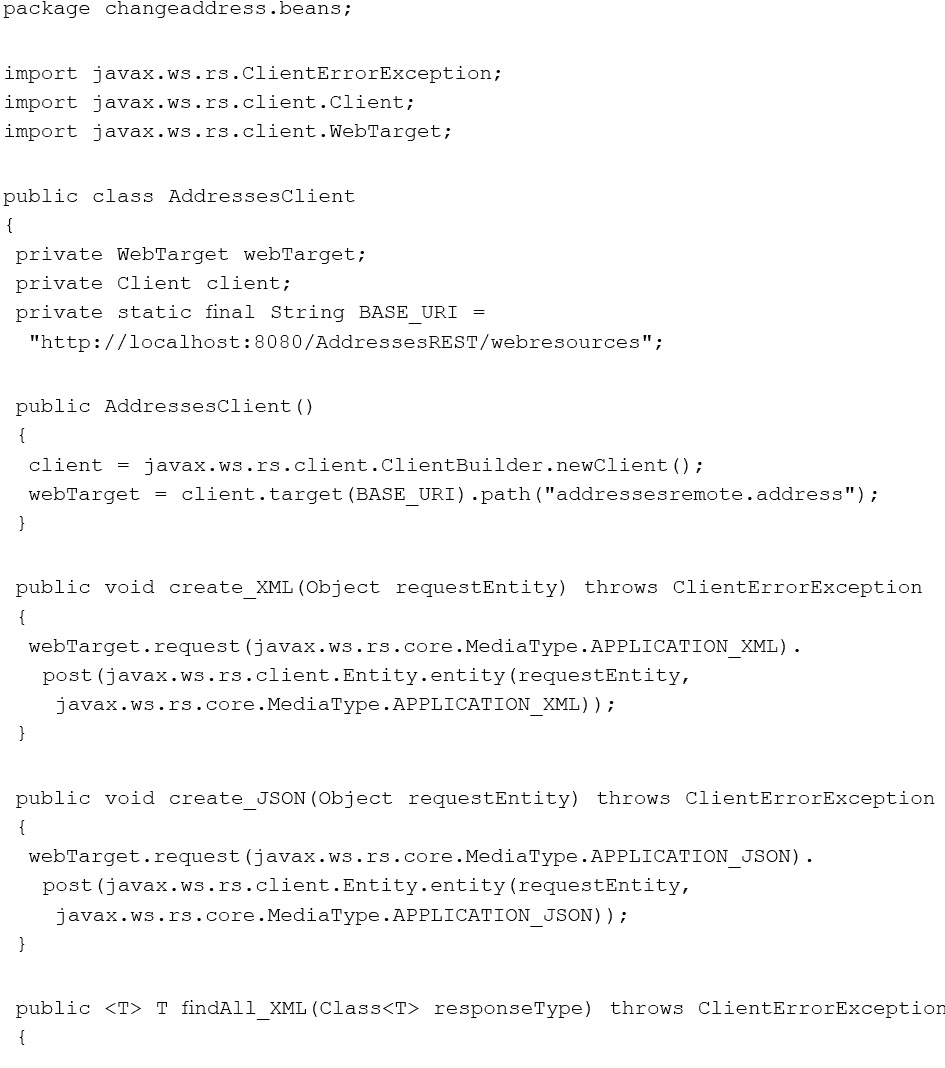 package changeaddress.beans;
import javax.ws.rs.ClientErrorException;
import javax.ws.rs.client.Client;
import javax.ws.rs.client.WebTarget;
public class AddressesClient
{
private WebTarget webTarget;
private Client client;
private static final String BASE_URI =
"http://localhost:8080/AddressesREST/webresources";
public AddressesClient()
{
client = javax.ws.rs.client.ClientBuilder.newClient();
webTarget = client.target(BASE_URI).path("addressesremote.address");
}
public void create_XML(Object requestEntity) throws ClientErrorException
{
webTarget.request(javax.ws.rs.core.MediaType.APPLICATION_XML).
post(javax.ws.rs.client.Entity.entity(requestEntity,
javax.ws.rs.core.MediaType.APPLICATION_XML));
}
public void create_JSON(Object requestEntity) throws ClientErrorException
{
webTarget.request(javax.ws.rs.core.MediaType.APPLICATION_JSON).
post(javax.ws.rs.client.Entity.entity(requestEntity,
javax.ws.rs.core.MediaType.APPLICATION_JSON));
}
public <T> T findAll_XML(Class<T> responseType) throws ClientErrorException
{